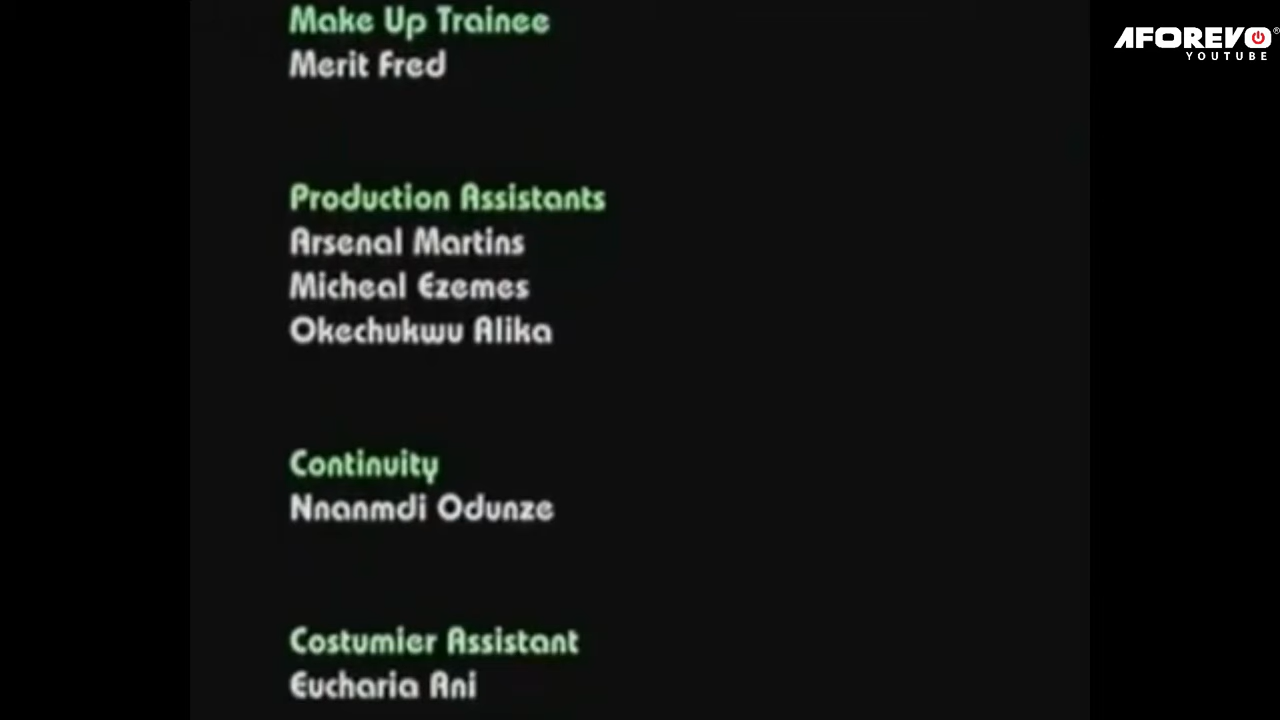 Make Up Trainee
Merit Fred
Production Assistants
Arsenal Martins
Micheal Ezemes
Okechukwu Alika
Continuity
Nnanmdi Odunze
Costumier Assistant
Eucharia Ani
AFOREVO®
YOUTUBE